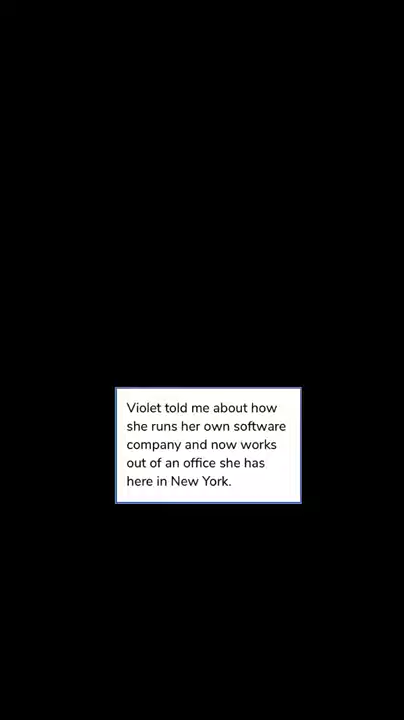 Violet told me about how
she runs her own software
company and now works
out of an office she has
here in New York.